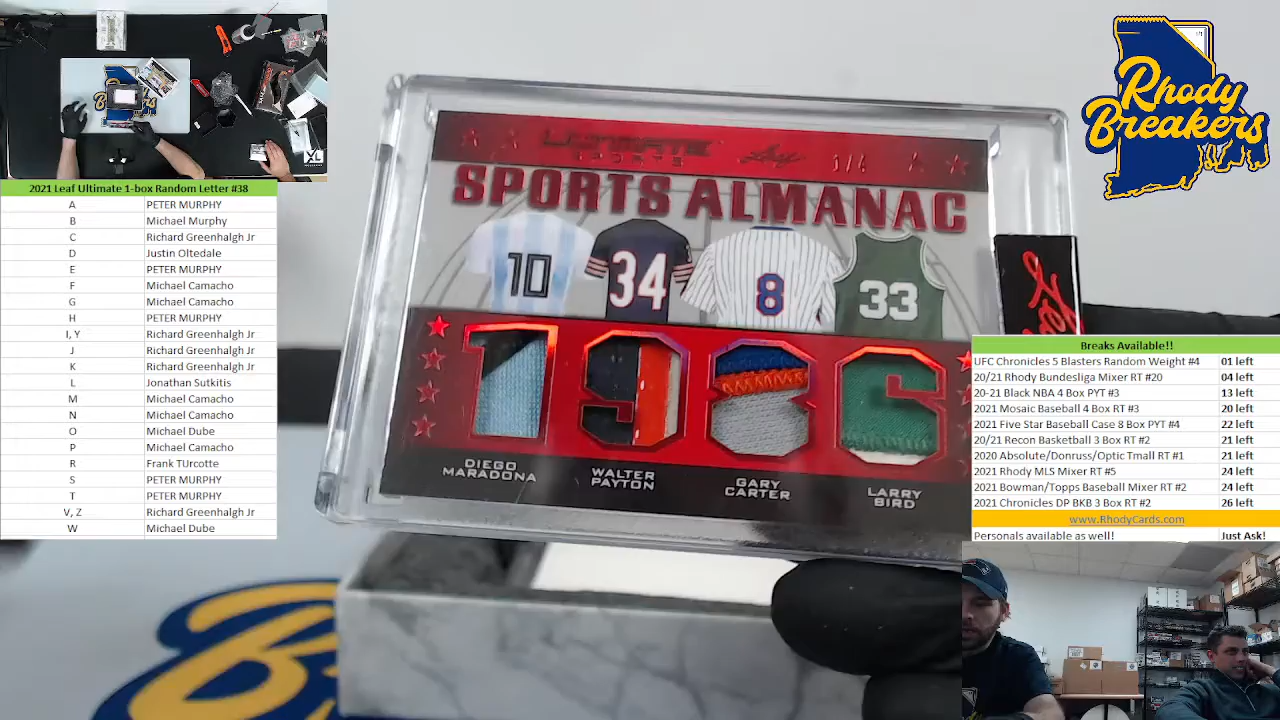 Rhody
Breakers
2021 Leaf Ultimate 1-box Random Letter #38
A PETER MURPHY
B Michael Murphy
C Richard Greenhalgh Jr
D Justin Oltedale
E PETER MURPHY
F Michael Camacho
G Michael Camacho
H PETER MURPHY
I, Y Richard Greenhalgh Jr
J Richard Greenhalgh Jr
K Richard Greenhalgh Jr
L Jonathan Sutkitis
M Michael Camacho
N Michael Camacho
O Michael Dube
P Michael Camacho
R Frank TUrcotte
S PETER MURPHY
T PETER MURPHY
V, Z Richard Greenhalgh Jr
W Michael Dube
ULTIMATE
SPORTS
Leaf
SPORTS ALMANAC
10 34 8 33
1986
DIEGO MARADONA
WALTER PAYTON
GARY CARTER
LARRY BIRD
Breaks Available!!
UFC Chronicles 5 Blasters Random Weight #4 01 left
20/21 Rhody Bundesliga Mixer RT #20 04 left
20-21 Black NBA 4 Box PYT #3 13 left
2021 Mosaic Baseball 4 Box RT #3 20 left
2021 Five Star Baseball Case 8 Box PYT #4 22 left
20/21 Recon Basketball 3 Box RT #2 21 left
2020 Absolute/Donruss/Optic Tmall RT #1 21 left
2021 Rhody MLS Mixer RT #5 24 left
2021 Bowman/Topps Baseball Mixer RT #2 24 left
2021 Chronicles DP BKB 3 Box RT #2 26 left
www.RhodyCards.com
Personals available as well! Just Ask!